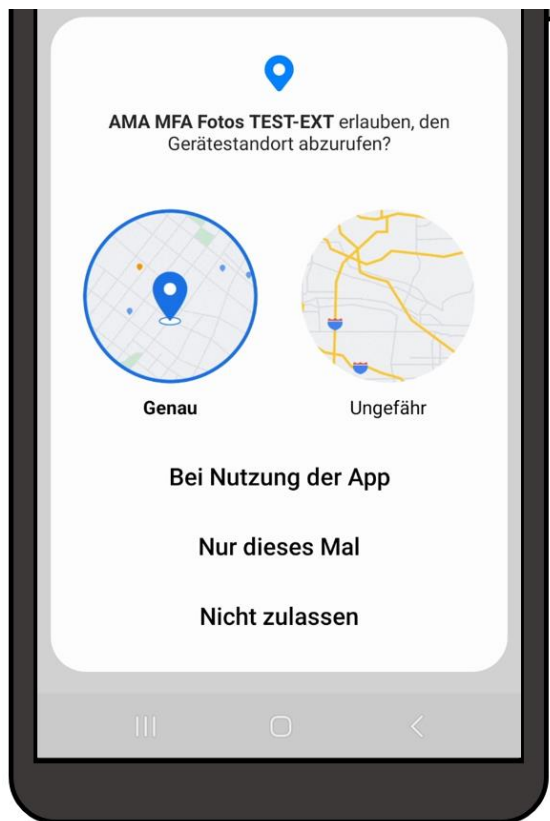 AMA MFA Fotos TEST-EXT erlauben, den
Gerätestandort abzurufen?
Genau
Ungefähr
Bei Nutzung der App
Nur dieses Mal
Nicht zulassen